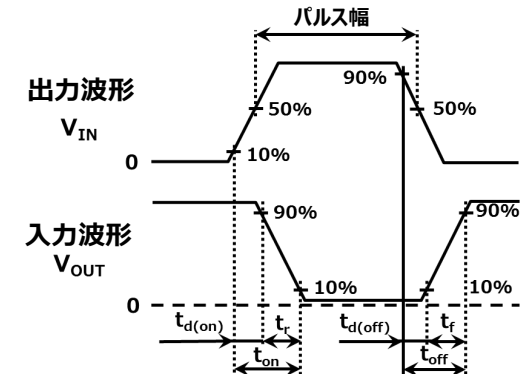 パルス幅
出力波形
V_IN
90%
50%
50%
10%
0
入力波形
V_OUT
90%
90%
10%
10%
0
t_d(on)
t_r
t_d(off)
t_f
t_on
t_off